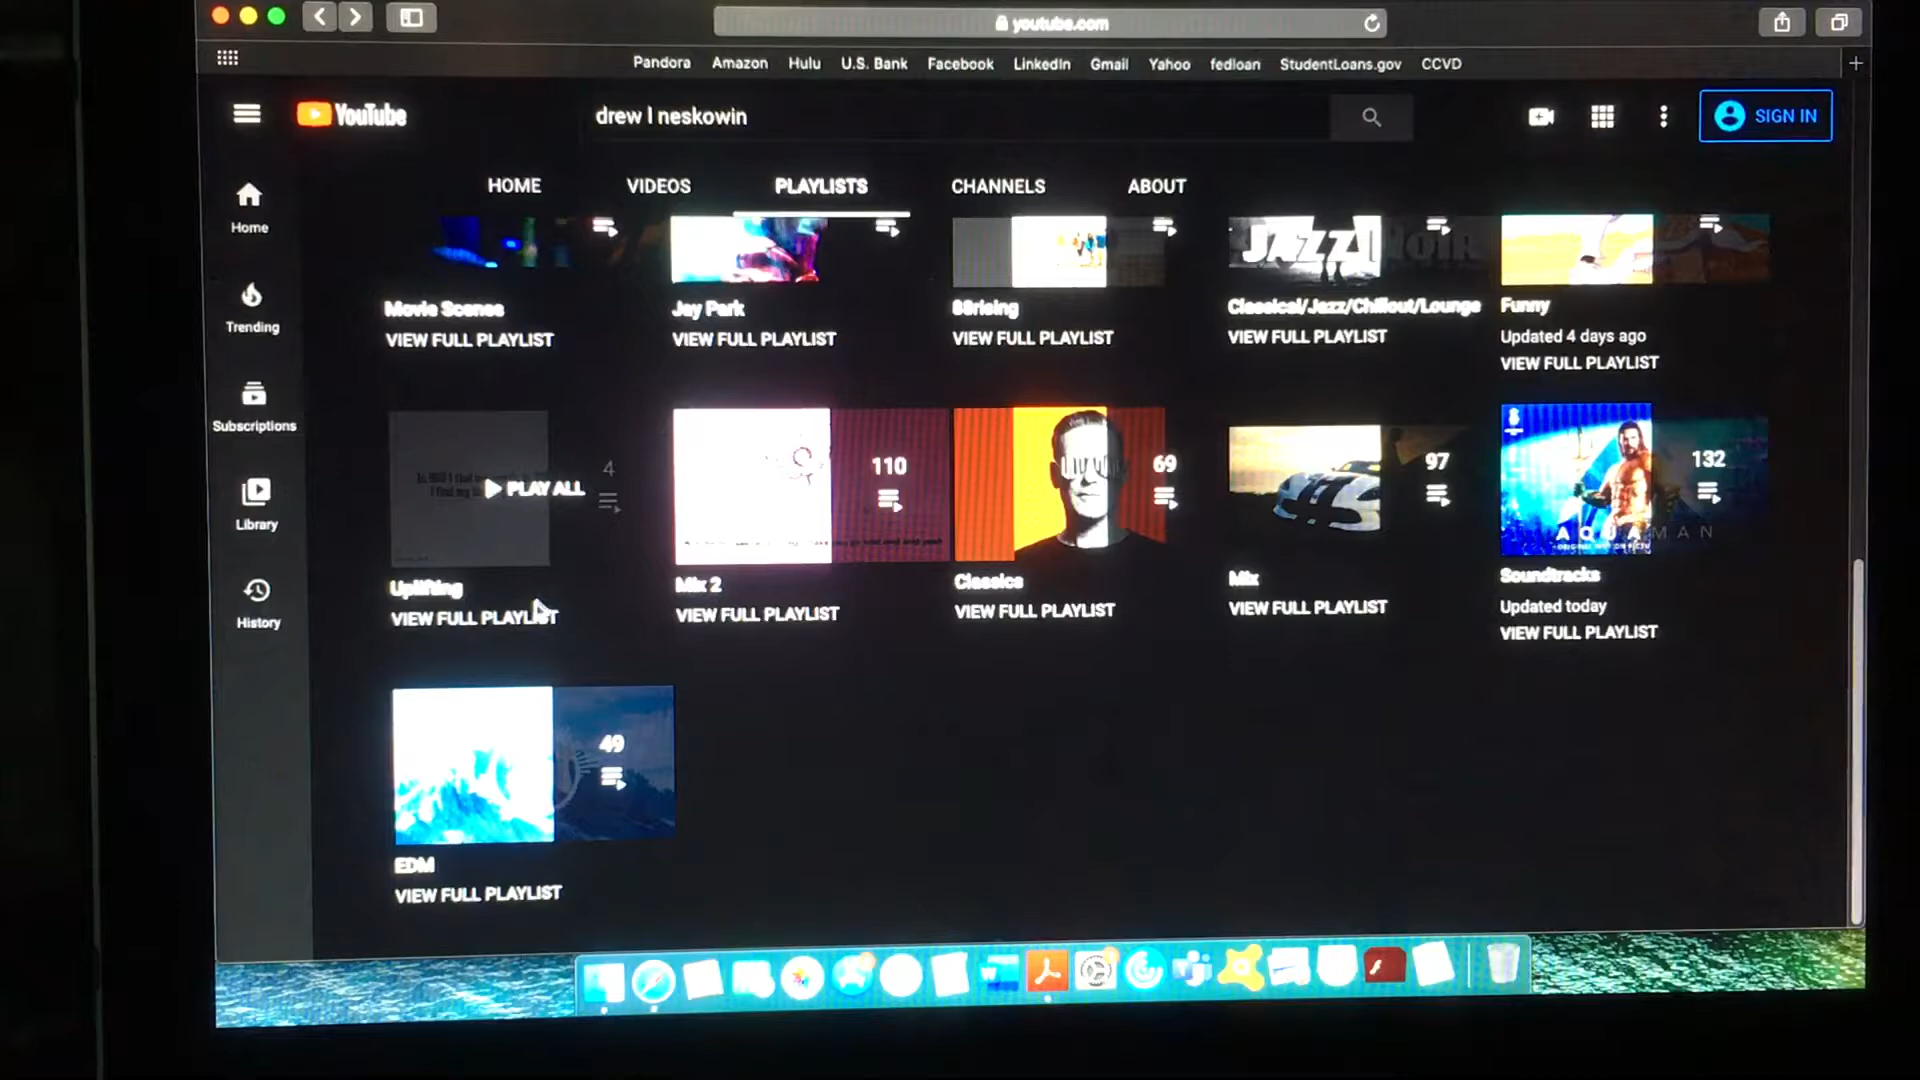 youtube.com
Pandora Amazon Hulu U.S. Bank Facebook LinkedIn Gmail Yahoo fedloan StudentLoans.gov CCVD
YouTube
drew l neskowin
SIGN IN
HOME VIDEOS PLAYLISTS CHANNELS ABOUT
Home
Trending
Subscriptions
Library
History
JAZZ NOIR
Movie Scenes
VIEW FULL PLAYLIST
Jay Park
VIEW FULL PLAYLIST
88rising
VIEW FULL PLAYLIST
Classical/Jazz/Chillout/Lounge
VIEW FULL PLAYLIST
Funny
Updated 4 days ago
VIEW FULL PLAYLIST
PLAY ALL
4
Uplifting
VIEW FULL PLAYLIST
110
Mix 2
VIEW FULL PLAYLIST
69
Classics
VIEW FULL PLAYLIST
97
Mix
VIEW FULL PLAYLIST
132
AQUAMAN
Soundtracks
Updated today
VIEW FULL PLAYLIST
49
EDM
VIEW FULL PLAYLIST